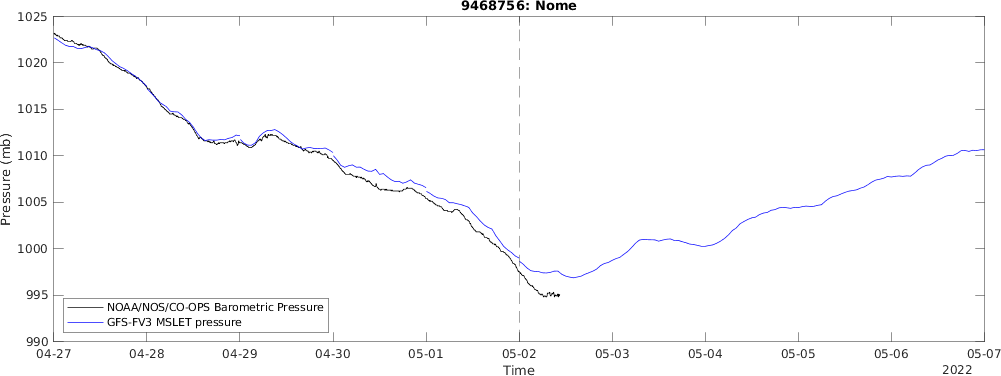 9468756: Nome
Pressure (mb)
1025
1020
1015
1010
1005
1000
995
990
NOAA/NOS/CO-OPS Barometric Pressure
GFS-FV3 MSLET pressure
04-27 04-28 04-29 04-30 05-01 05-02 05-03 05-04 05-05 05-06 05-07
Time
2022